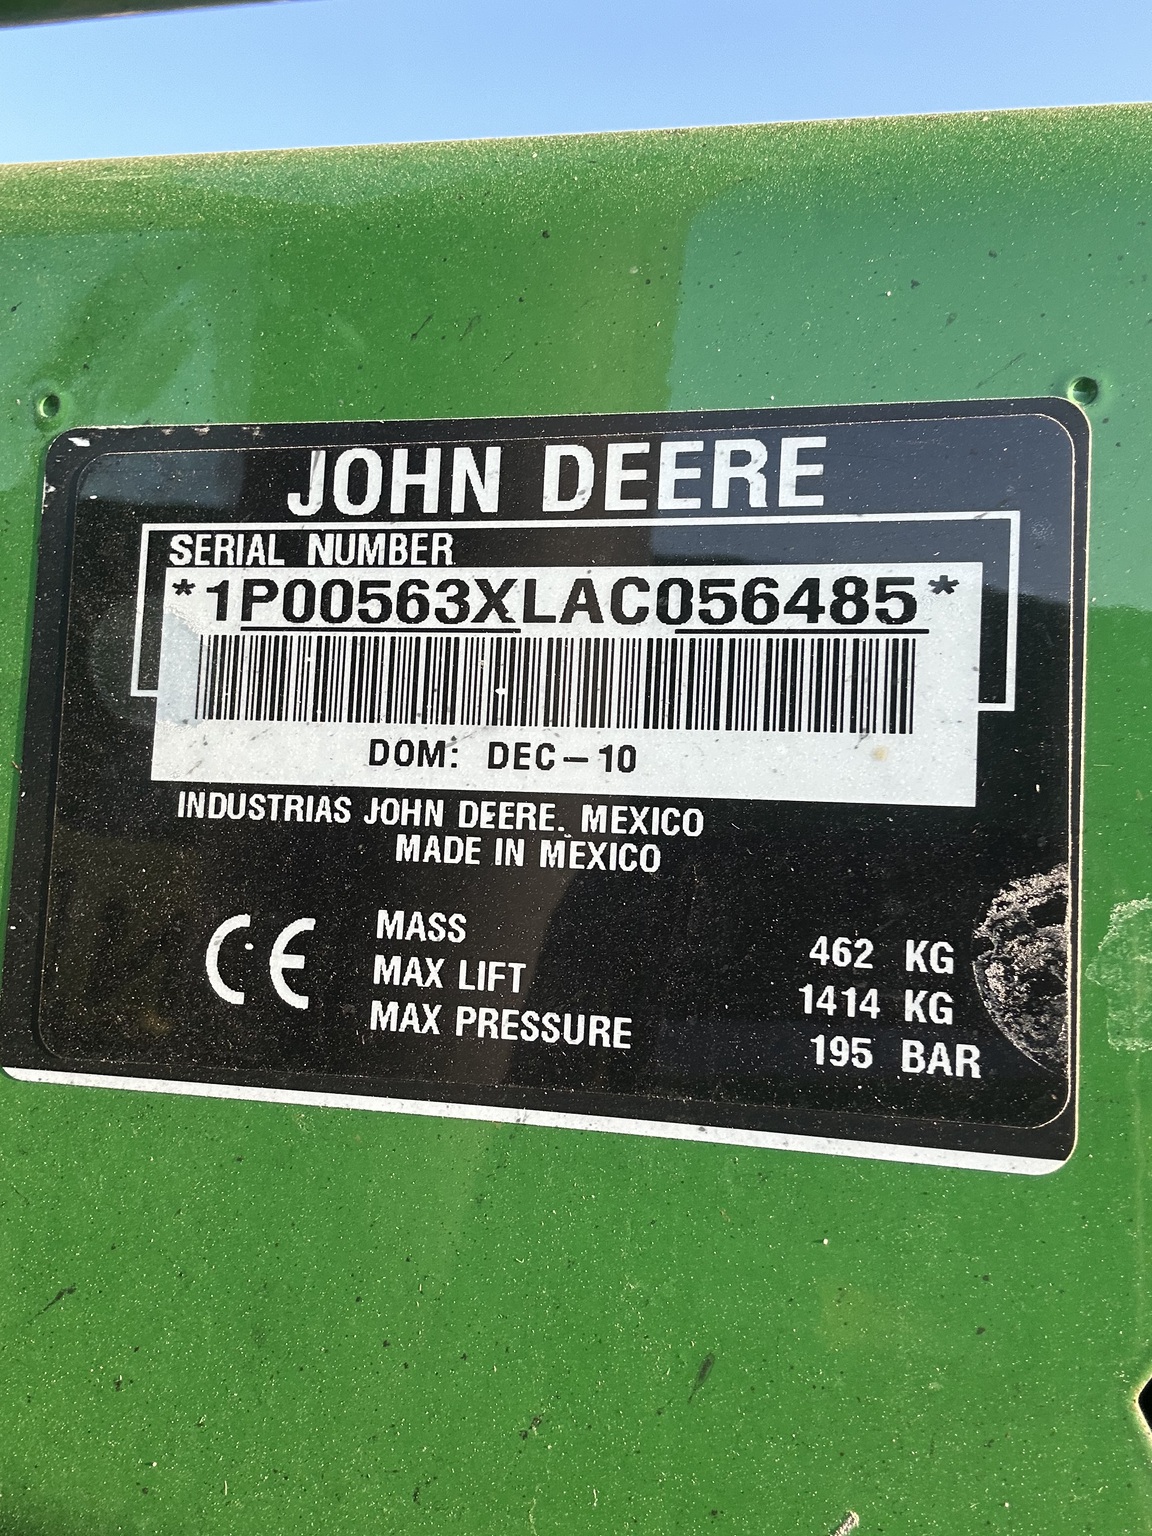 JOHN DEERE
SERIAL NUMBER
*1P00563XLAC056485*
DOM: DEC-10
INDUSTRIAS JOHN DEERE. MEXICO
MADE IN MEXICO
CE
MASS 462 KG
MAX LIFT 1414 KG
MAX PRESSURE 195 BAR